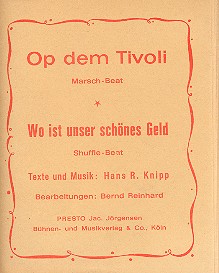 Op dem Tivoli
Marsch-Beat
*
Wo ist unser schönes Geld
Shuffle-Beat
Texte und Musik: Hans R. Knipp
Bearbeitungen: Bernd Reinhard
PRESTO Jac. Jörgensen
Bühnen- und Musikverlag & Co., Köln